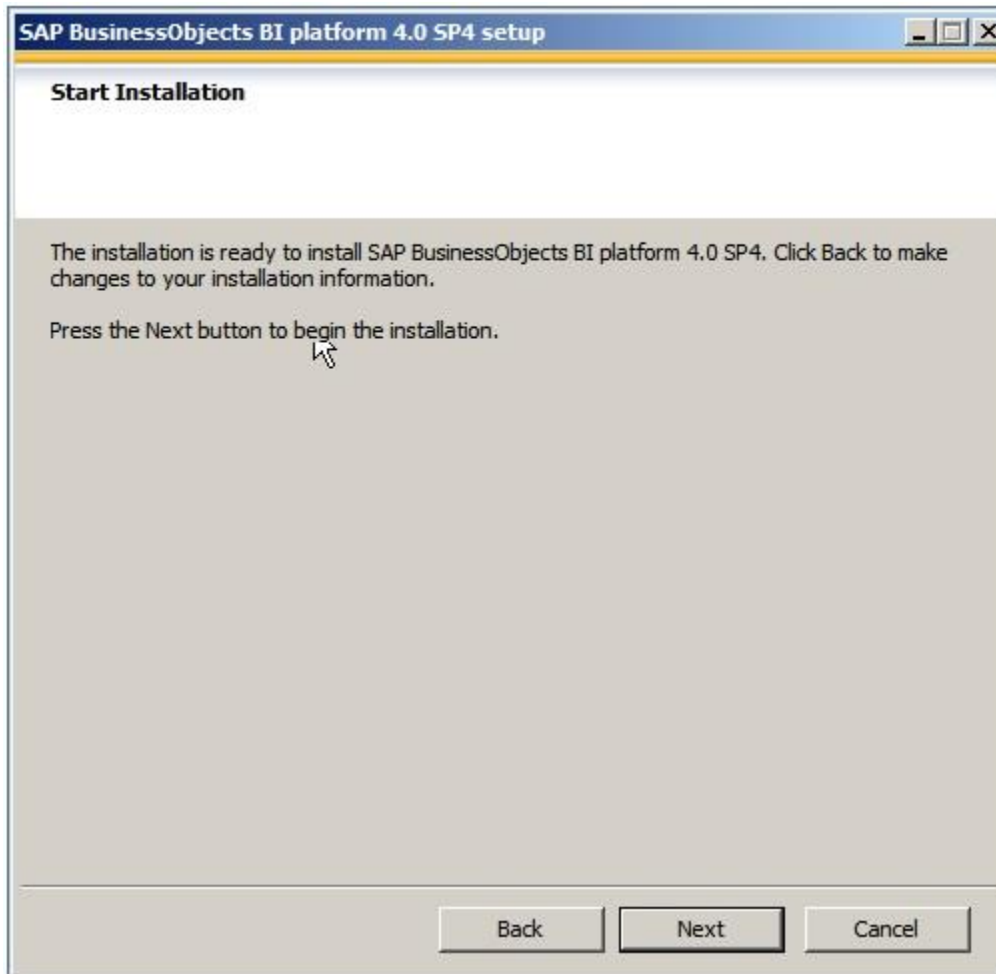 SAP BusinessObjects BI platform 4.0 SP4 setup
Start Installation
The installation is ready to install SAP BusinessObjects BI platform 4.0 SP4. Click Back to make
changes to your installation information.
Press the Next button to begin the installation.
Back
Next
Cancel